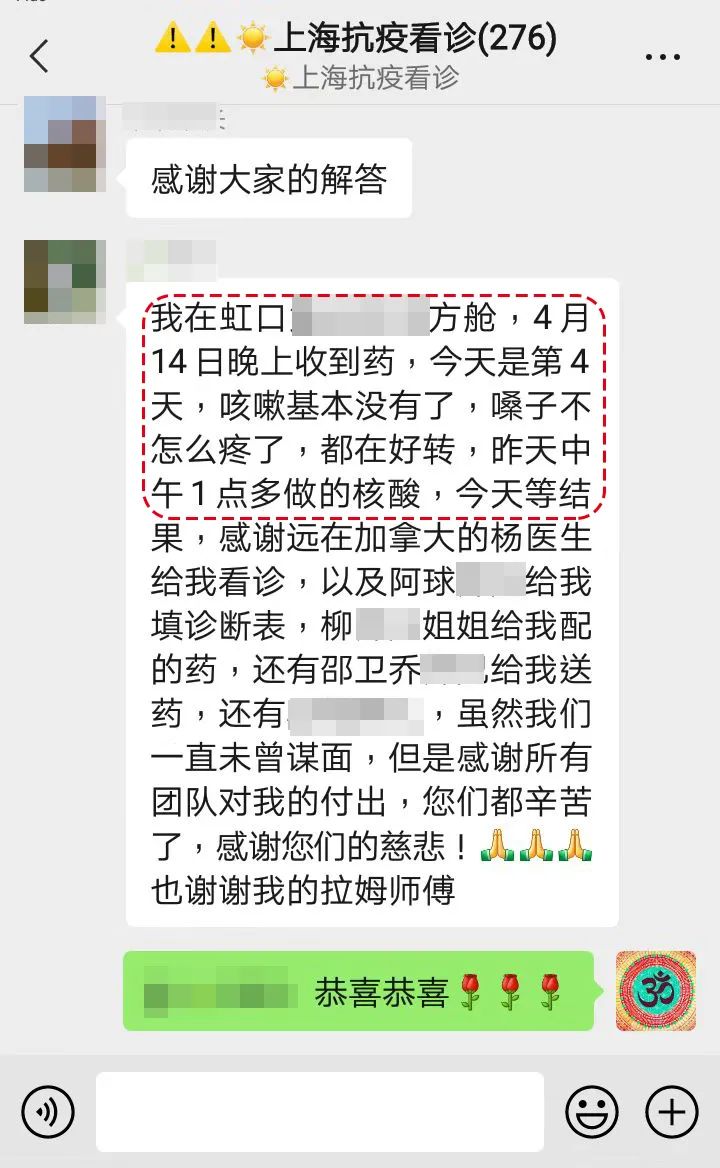 ⚠️⚠️☀️上海抗疫看诊(276)
☀️上海抗疫看诊
感谢大家的解答
我在虹口 方舱，4月
14日晚上收到药，今天是第4
天，咳嗽基本没有了，嗓子不
怎么疼了，都在好转，昨天中
午1点多做的核酸，今天等结
果，感谢远在加拿大的杨医生
给我看诊，以及阿球 给我
填诊断表，柳 姐姐给我配
的药，还有邵卫乔 给我送
药，还有 ，虽然我们
一直未曾谋面，但是感谢所有
团队对我的付出，您们都辛苦
了，感谢您们的慈悲！🙏🙏🙏
也谢谢我的拉姆师傅
恭喜恭喜🌹🌹🌹
ॐ